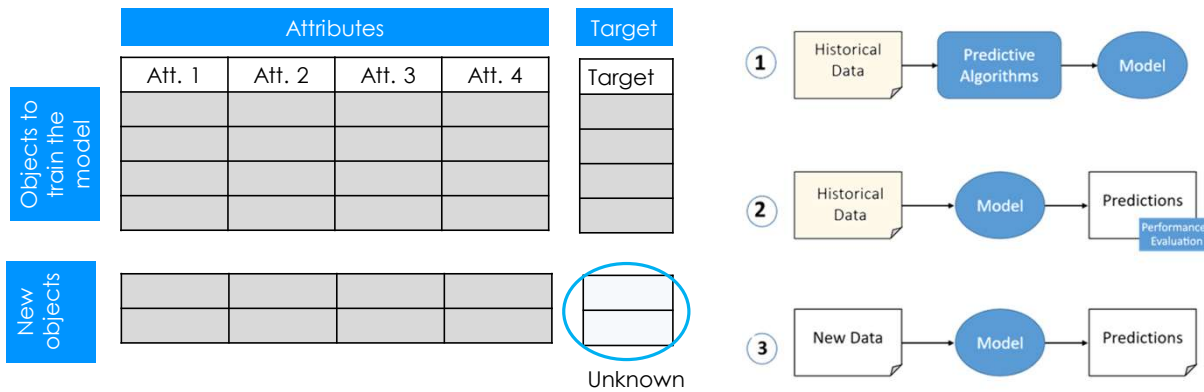 Attributes
Target
Att. 1
Att. 2
Att. 3
Att. 4
Target
Objects to
train the
model
New
objects
Unknown
1
Historical
Data
Predictive
Algorithms
Model
2
Historical
Data
Model
Predictions
Performance
Evaluation
3
New Data
Model
Predictions